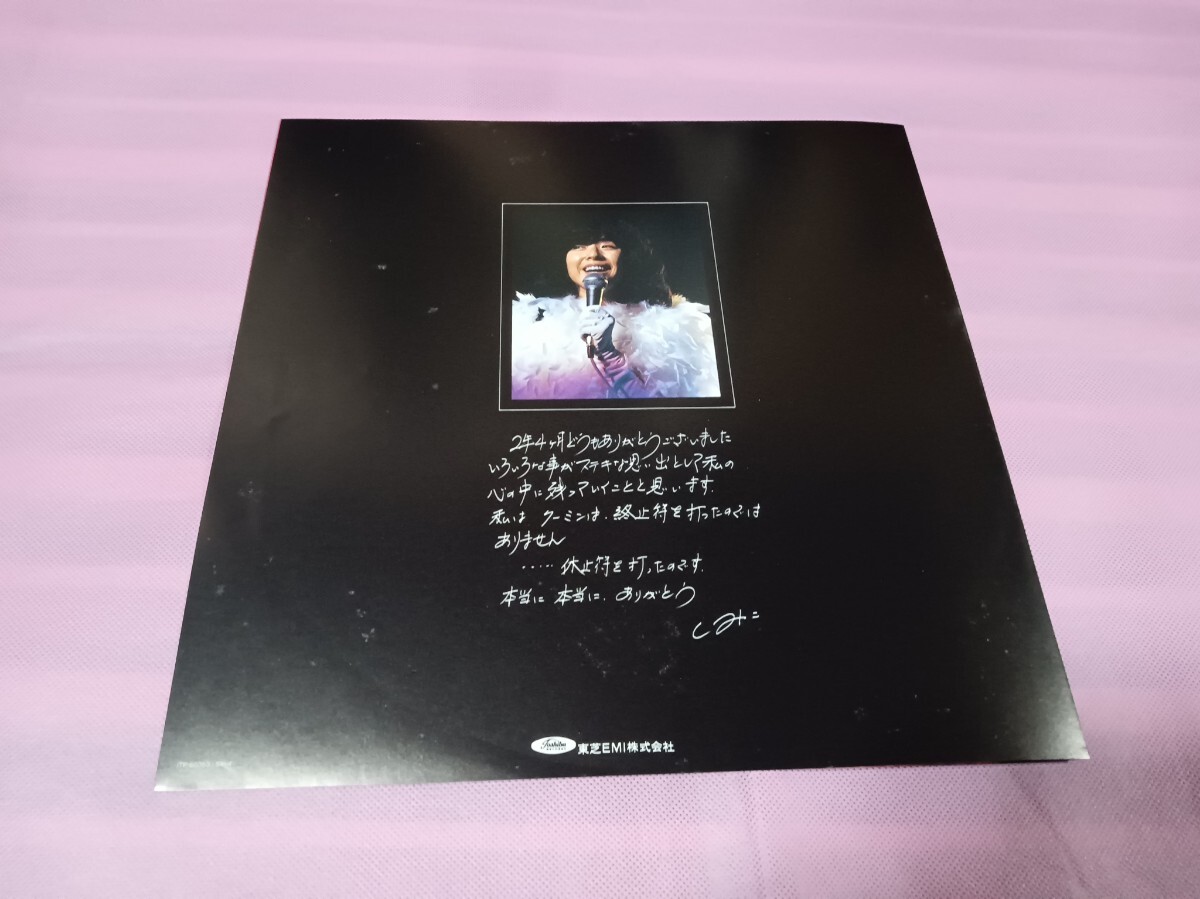 2年4ヶ月どうもありがとうございました
いろいろな事がステキな思い出として私の
心の中に残っていくことと思います.
私は クーミンは、終止符を打ったのでは
ありません
・・・・・ 休止符を打ったのです.
本当に 本当に、ありがとう
くみこ
Toshiba 東芝EMI株式会社